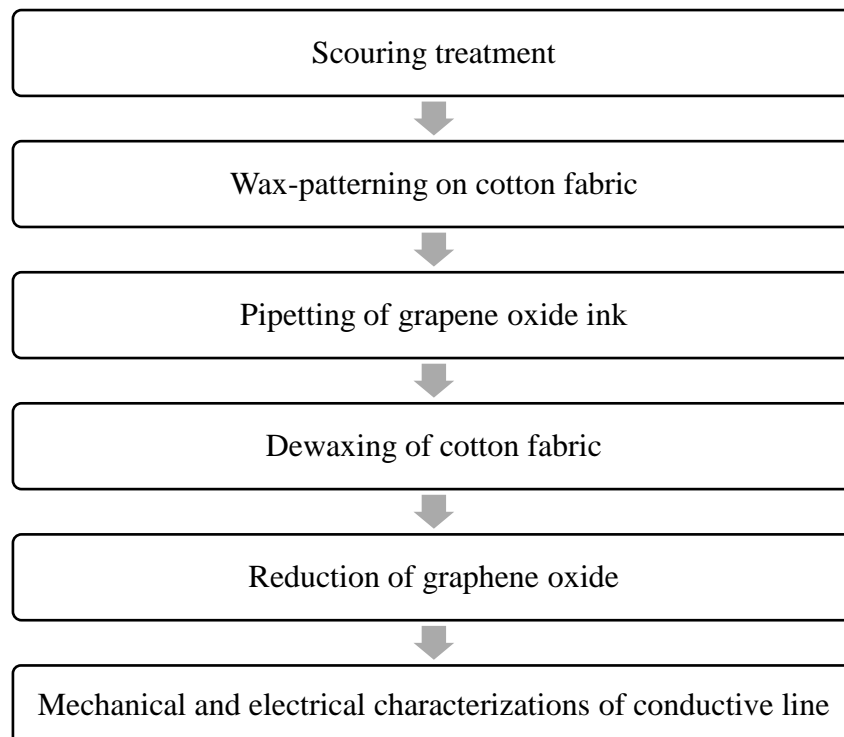 Scouring treatment
Wax-patterning on cotton fabric
Pipetting of grapene oxide ink
Dewaxing of cotton fabric
Reduction of graphene oxide
Mechanical and electrical characterizations of conductive line